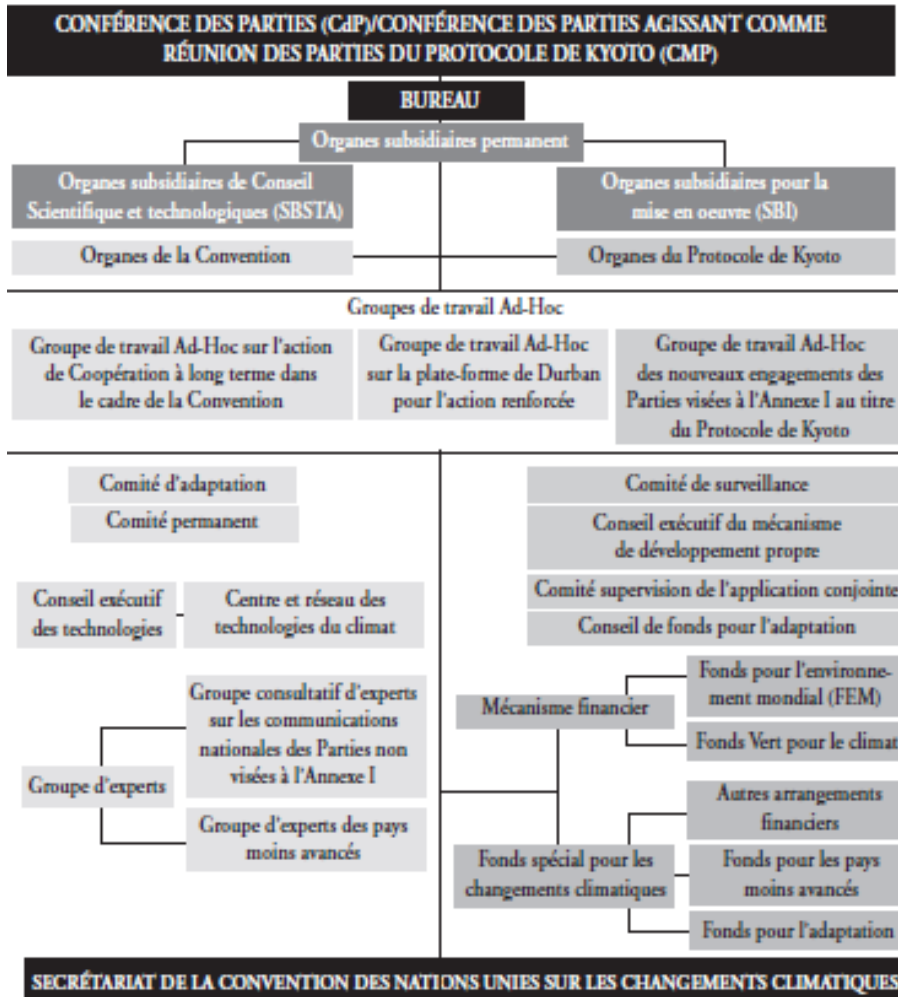 CONFÉRENCE DES PARTIES (CdP)/CONFÉRENCE DES PARTIES AGISSANT COMME
RÉUNION DES PARTIES DU PROTOCOLE DE KYOTO (CMP)
BUREAU
Organes subsidiaires permanent
Organes subsidiaires de Conseil
Scientifique et technologiques (SBSTA)
Organes subsidiaires pour la
mise en oeuvre (SBI)
Organes de la Convention
Organes du Protocole de Kyoto
Groupes de travail Ad-Hoc
Groupe de travail Ad-Hoc sur l'action
de Coopération à long terme dans
le cadre de la Convention
Groupe de travail Ad-Hoc
sur la plate-forme de Durban
pour l'action renforcée
Groupe de travail Ad-Hoc
des nouveaux engagements des
Parties visées à l'Annexe I au titre
du Protocole de Kyoto
Comité d'adaptation
Comité permanent
Conseil exécutif
des technologies
Centre et réseau des
technologies du climat
Groupe d'experts
Groupe consultatif d'experts
sur les communications
nationales des Parties non
visées à l'Annexe I
Groupe d'experts des pays
moins avancés
Comité de surveillance
Conseil exécutif du mécanisme
de développement propre
Comité supervision de l'application conjointe
Conseil de fonds pour l'adaptation
Mécanisme financier
Fonds pour l'environne-
ment mondial (FEM)
Fonds Vert pour le climat
Fonds spécial pour les
changements climatiques
Autres arrangements
financiers
Fonds pour les pays
moins avancés
Fonds pour l'adaptation
SECRÉTARIAT DE LA CONVENTION DES NATIONS UNIES SUR LES CHANGEMENTS CLIMATIQUES